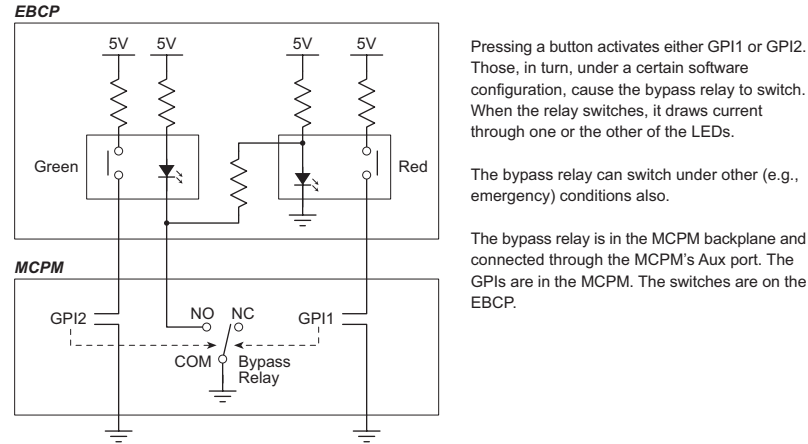 EBCP
5V 5V 5V 5V
Green
Red
MCPM
GPI2
NO NC
GPI1
COM
Bypass
Relay
Pressing a button activates either GPI1 or GPI2.
Those, in turn, under a certain software
configuration, cause the bypass relay to switch.
When the relay switches, it draws current
through one or the other of the LEDs.
The bypass relay can switch under other (e.g.,
emergency) conditions also.
The bypass relay is in the MCPM backplane and
connected through the MCPM's Aux port. The
GPIs are in the MCPM. The switches are on the
EBCP.